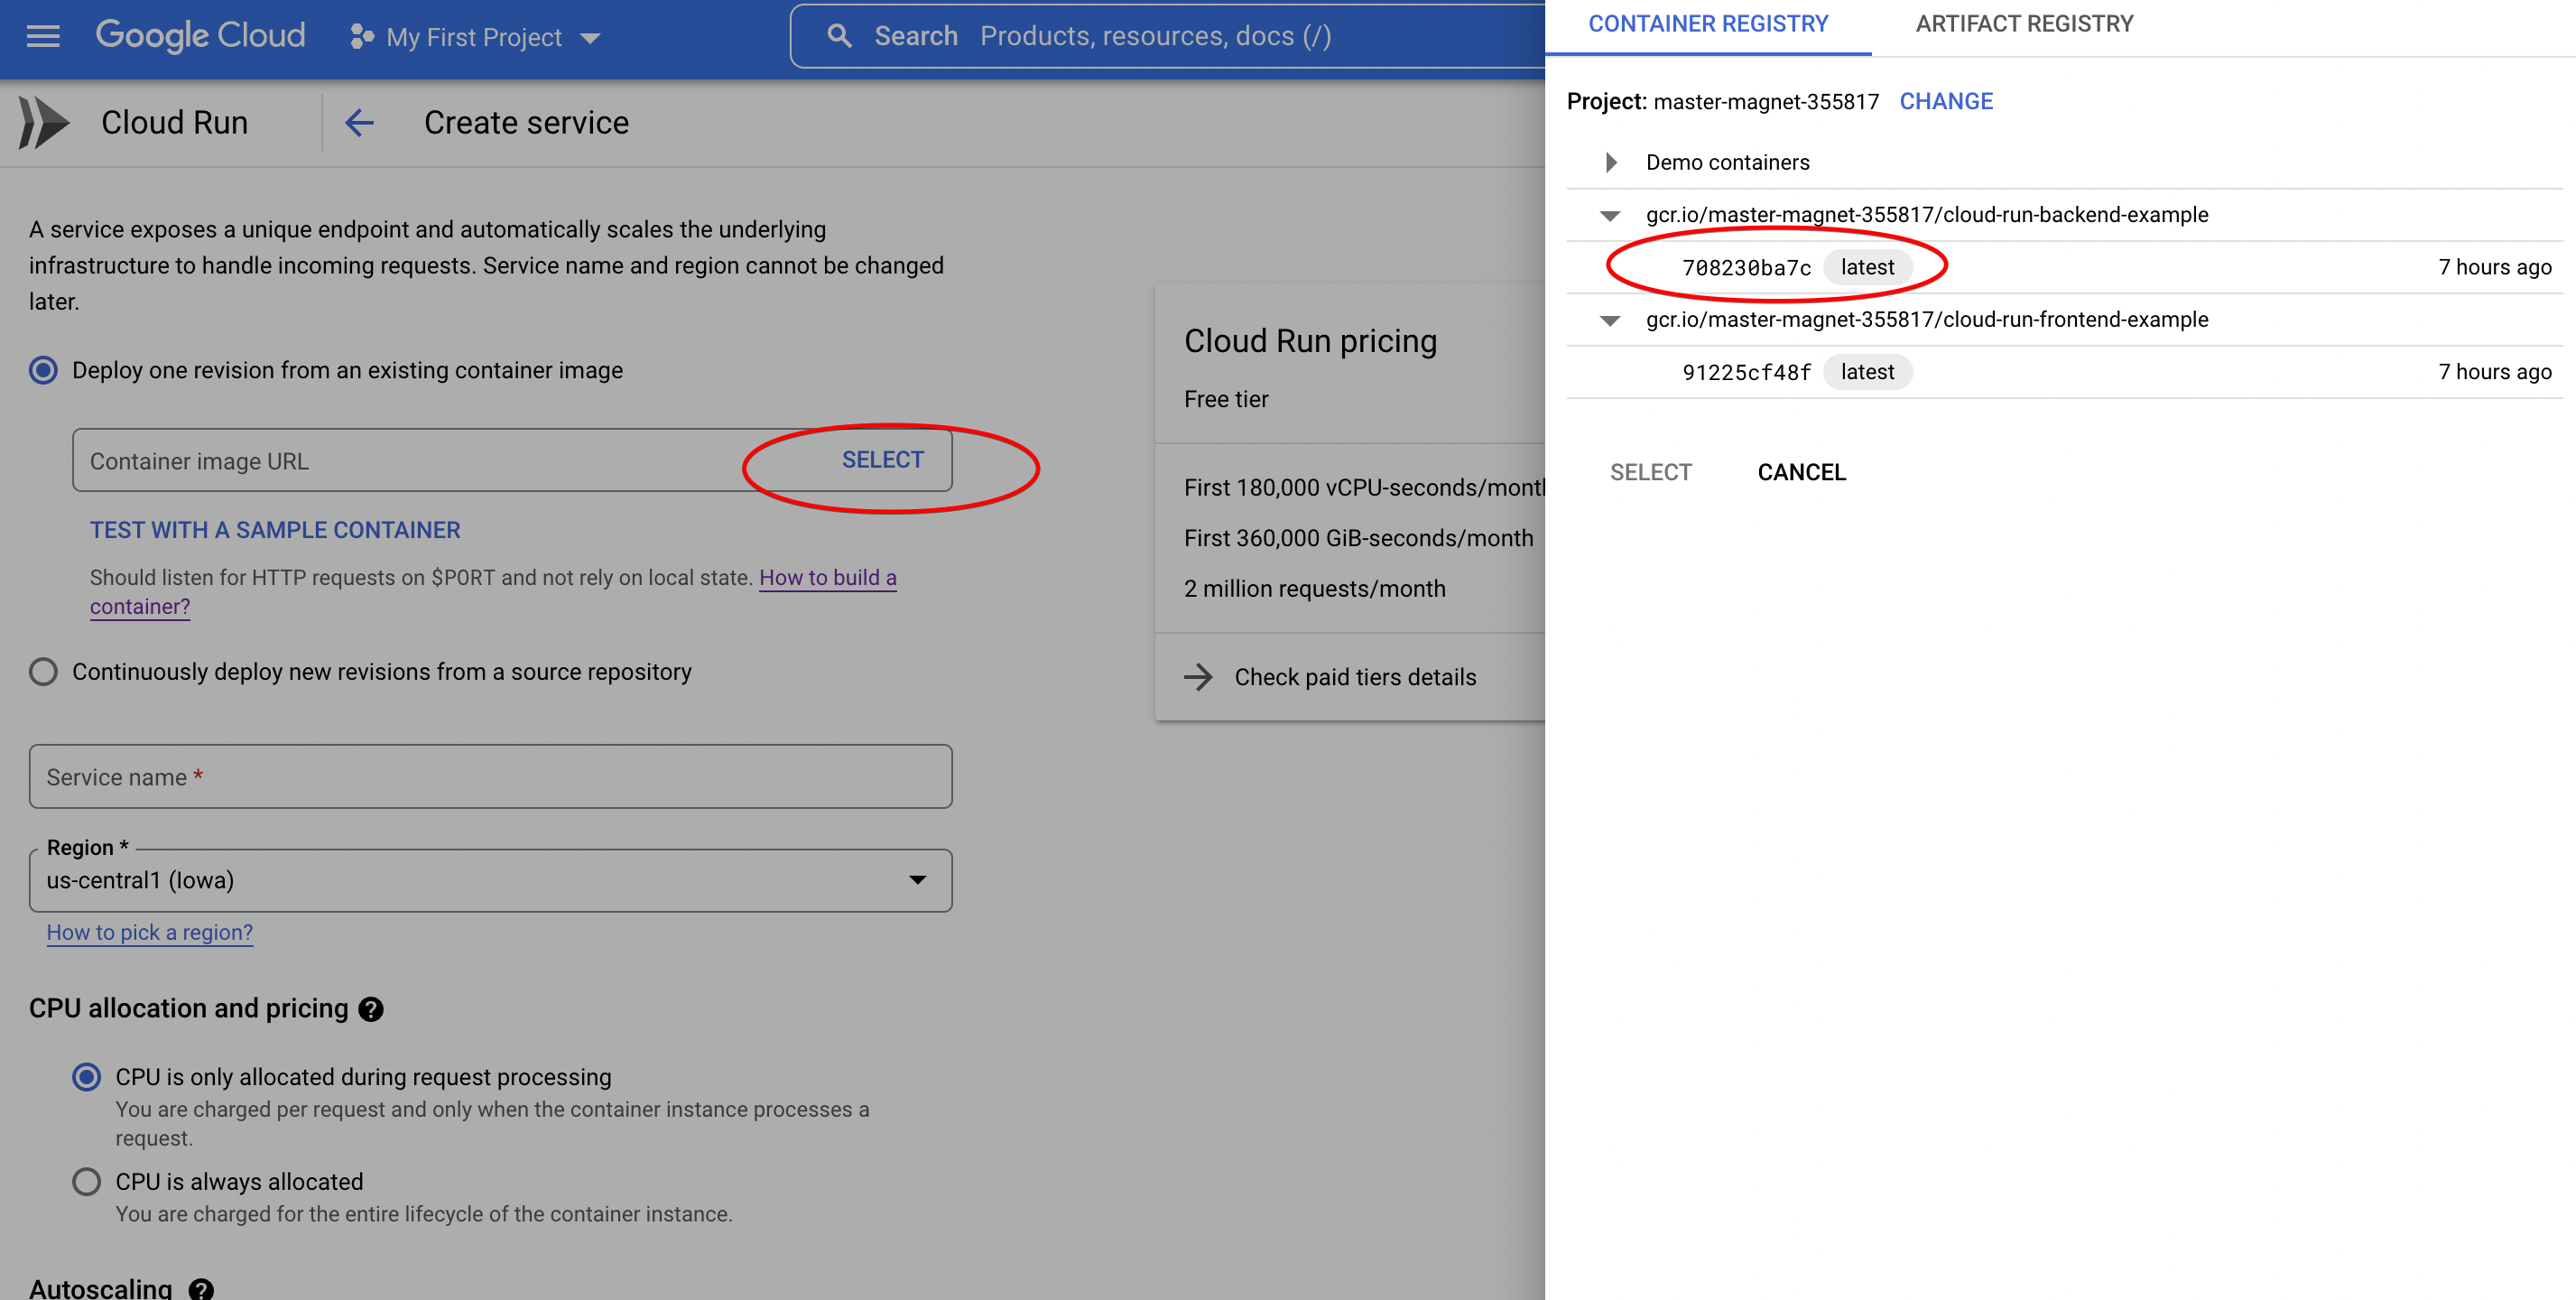 Google Cloud
My First Project
Search Products, resources, docs (/)
Cloud Run
Create service
A service exposes a unique endpoint and automatically scales the underlying
infrastructure to handle incoming requests. Service name and region cannot be changed
later.
Deploy one revision from an existing container image
Container image URL
SELECT
TEST WITH A SAMPLE CONTAINER
Should listen for HTTP requests on $PORT and not rely on local state. How to build a
container?
Continuously deploy new revisions from a source repository
Service name *
Region *
us-central1 (Iowa)
How to pick a region?
CPU allocation and pricing ?
CPU is only allocated during request processing
You are charged per request and only when the container instance processes a
request.
CPU is always allocated
You are charged for the entire lifecycle of the container instance.
Autoscaling ?
Cloud Run pricing
Free tier
First 180,000 vCPU-seconds/month
First 360,000 GiB-seconds/month
2 million requests/month
Check paid tiers details
CONTAINER REGISTRY
ARTIFACT REGISTRY
Project: master-magnet-355817 CHANGE
Demo containers
gcr.io/master-magnet-355817/cloud-run-backend-example
708230ba7c latest 7 hours ago
gcr.io/master-magnet-355817/cloud-run-frontend-example
91225cf48f latest 7 hours ago
SELECT CANCEL